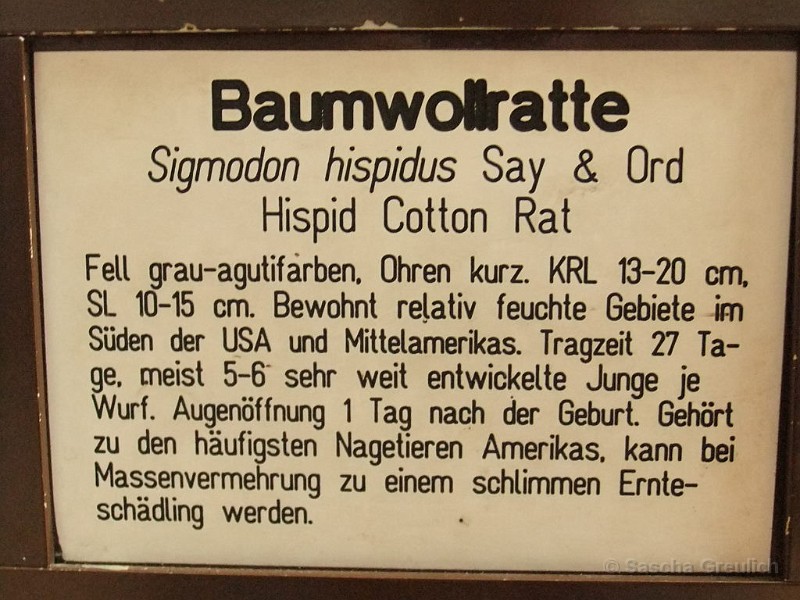 Baumwollratte
Sigmodon hispidus Say & Ord
Hispid Cotton Rat
Fell grau-agutifarben, Ohren kurz. KRL 13-20 cm,
SL 10-15 cm. Bewohnt relativ feuchte Gebiete im
Süden der USA und Mittelamerikas. Tragzeit 27 Ta-
ge, meist 5-6 sehr weit entwickelte Junge je
Wurf. Augenöffnung 1 Tag nach der Geburt. Gehört
zu den häufigsten Nagetieren Amerikas, kann bei
Massenvermehrung zu einem schlimmen Ernte-
schädling werden.
© Sascha Greulich